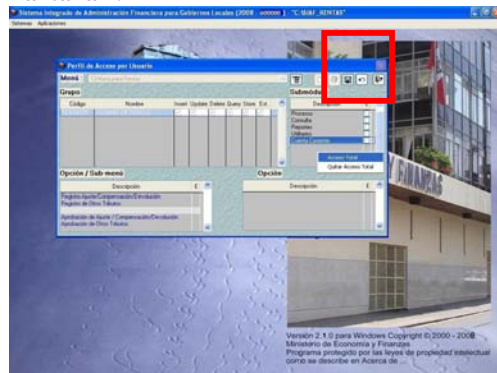 Sistema Integrado de Administración Financiera para Gobiernos Locales (2008 - 000000 ) - "C:\SIAF_RENTAS"
Sistemas Aplicaciones
Perfil de Acceso por Usuario
Menú :
Grupo
Código Nombre Insert Update Delete Query Store Ext.
Descripción E
Procesos
Consulta
Reportes
Utilitarios
Cuenta Corriente
Acceso Total
Quitar Acceso Total
Opción / Sub-menú
Opción
Descripción E
Descripción E
Registro Ajuste/Compensación/Devolución
Registro de Otros Tributos
Aprobación de Ajuste / Compensación/Devolución
Aprobación de Otros Tributos
Y FINANZAS
Versión 2.1.0 para Windows Copyright © 2000 - 2008
Ministerio de Economía y Finanzas
Programa protegido por las leyes de propiedad intelectual
como se describe en Acerca de ...